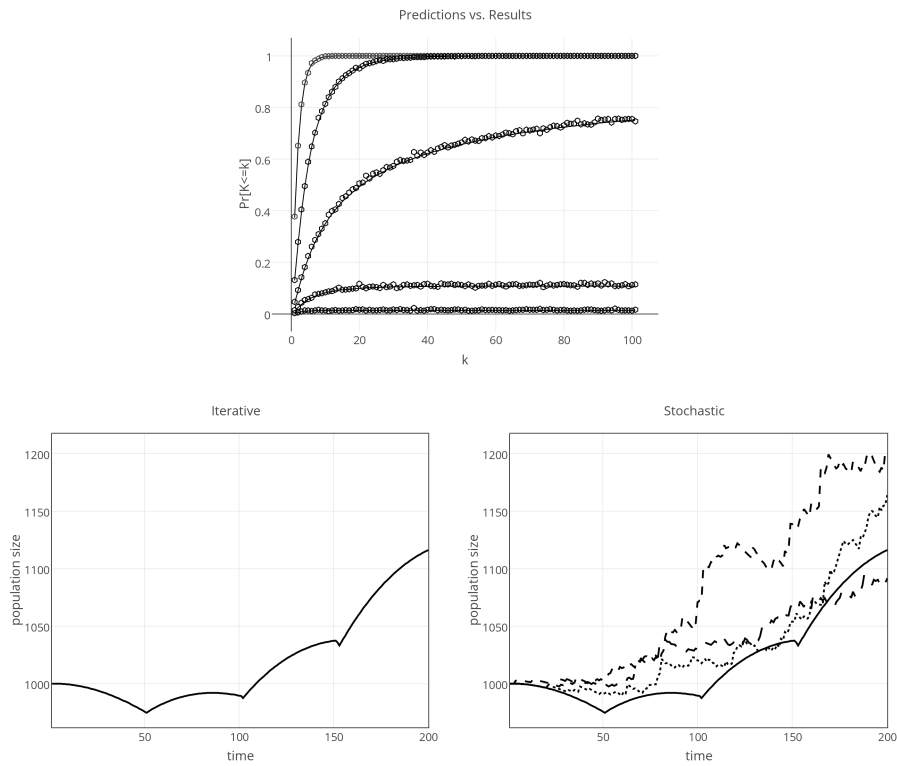 Predictions vs. Results
Pr[K<=k]
1
0.8
0.6
0.4
0.2
0
0 20 40 60 80 100
k
Iterative
population size
1200
1150
1100
1050
1000
50 100 150 200
time
Stochastic
population size
1200
1150
1100
1050
1000
50 100 150 200
time